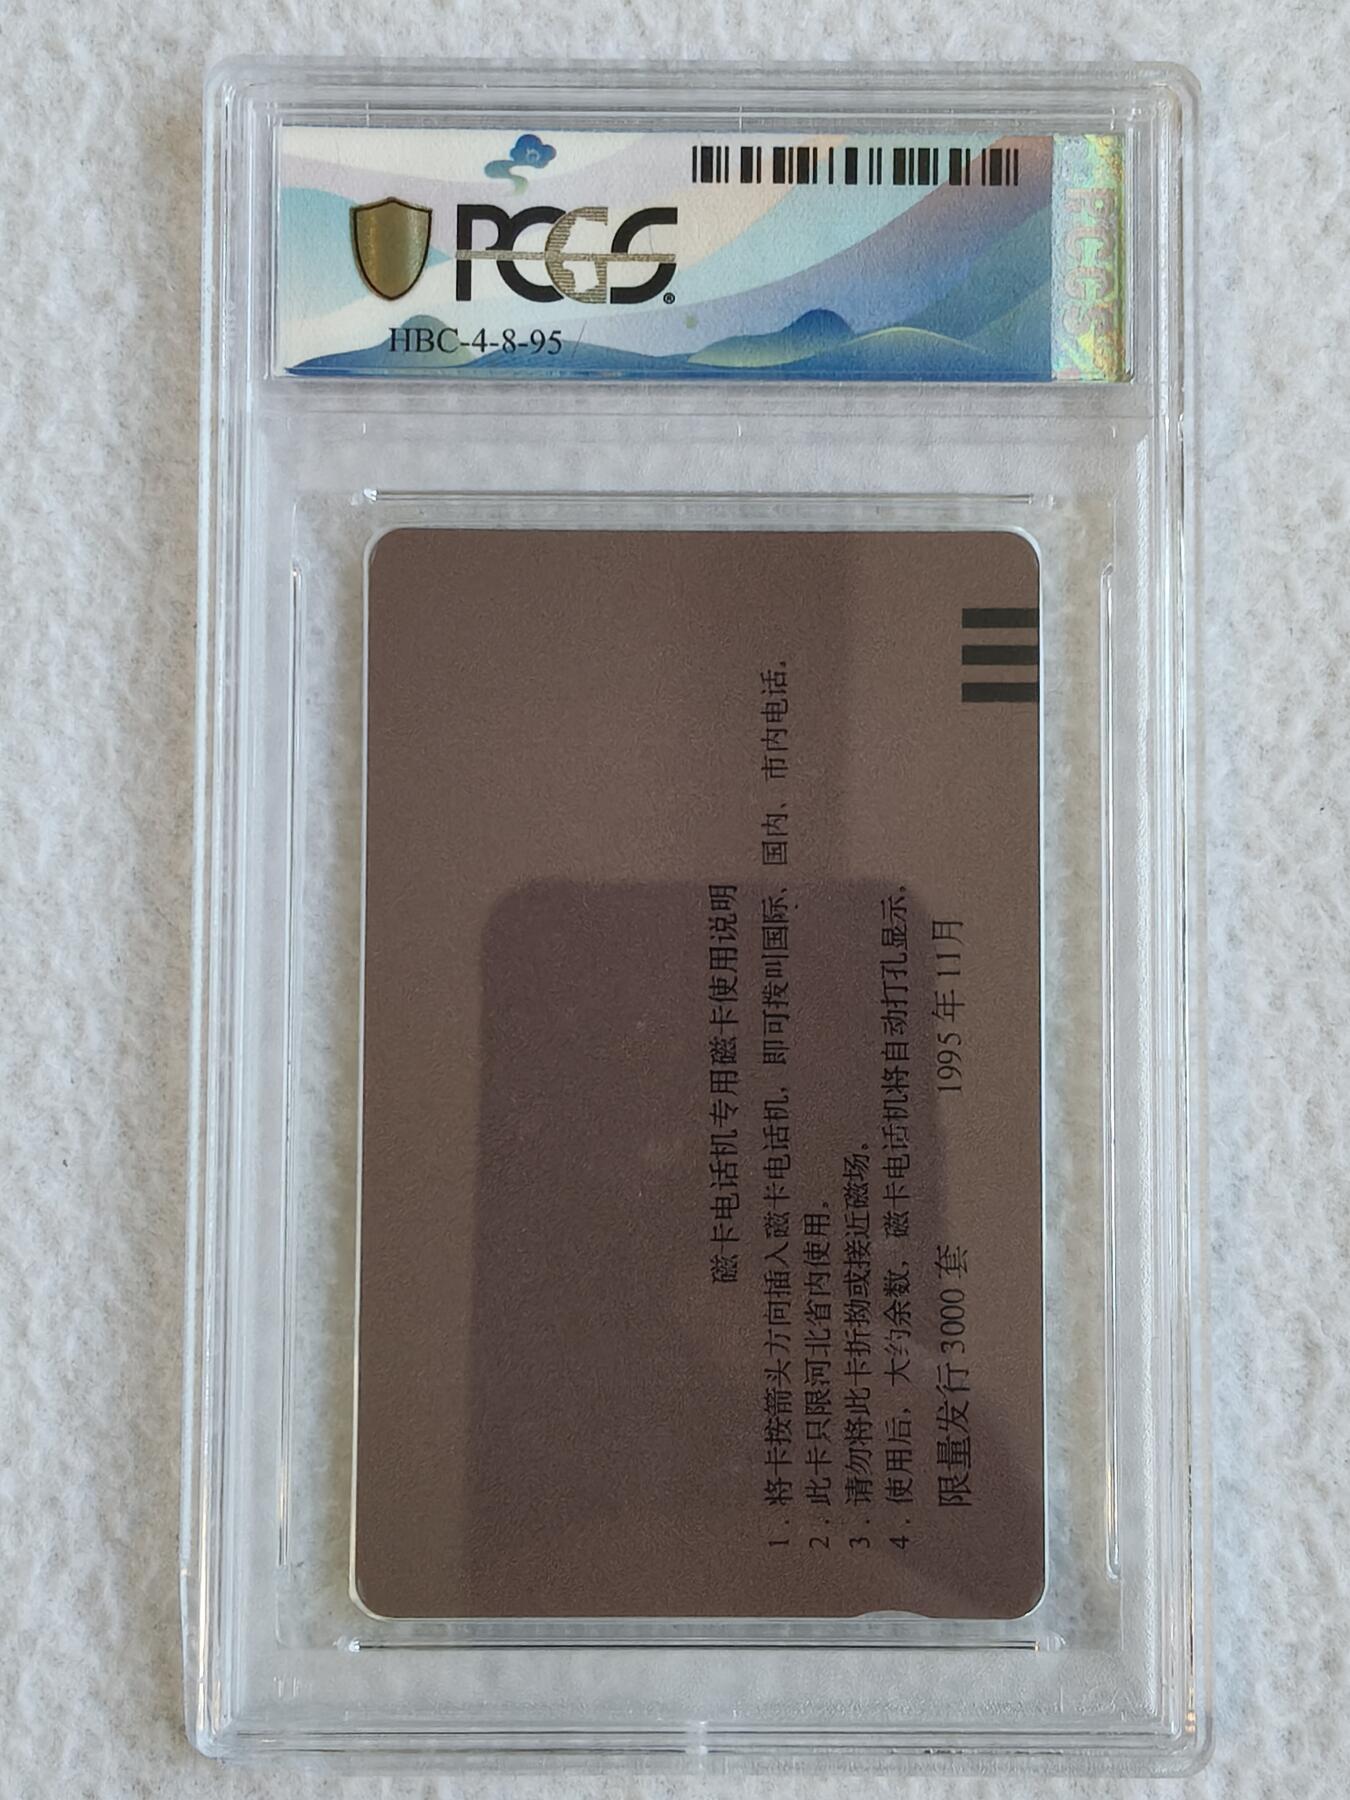 PCGS®
HBC-4-8-95
PCGS
磁卡电话机专用磁卡使用说明
1.将卡按箭头方向插入磁卡电话机,即可拨叫国际、国内、市内电话。
2.此卡只限河北省内使用。
3.请勿将此卡折拗或接近磁场。
4.使用后,大约余数,磁卡电话机将自动打孔显示。
限量发行3000套 1995年11月